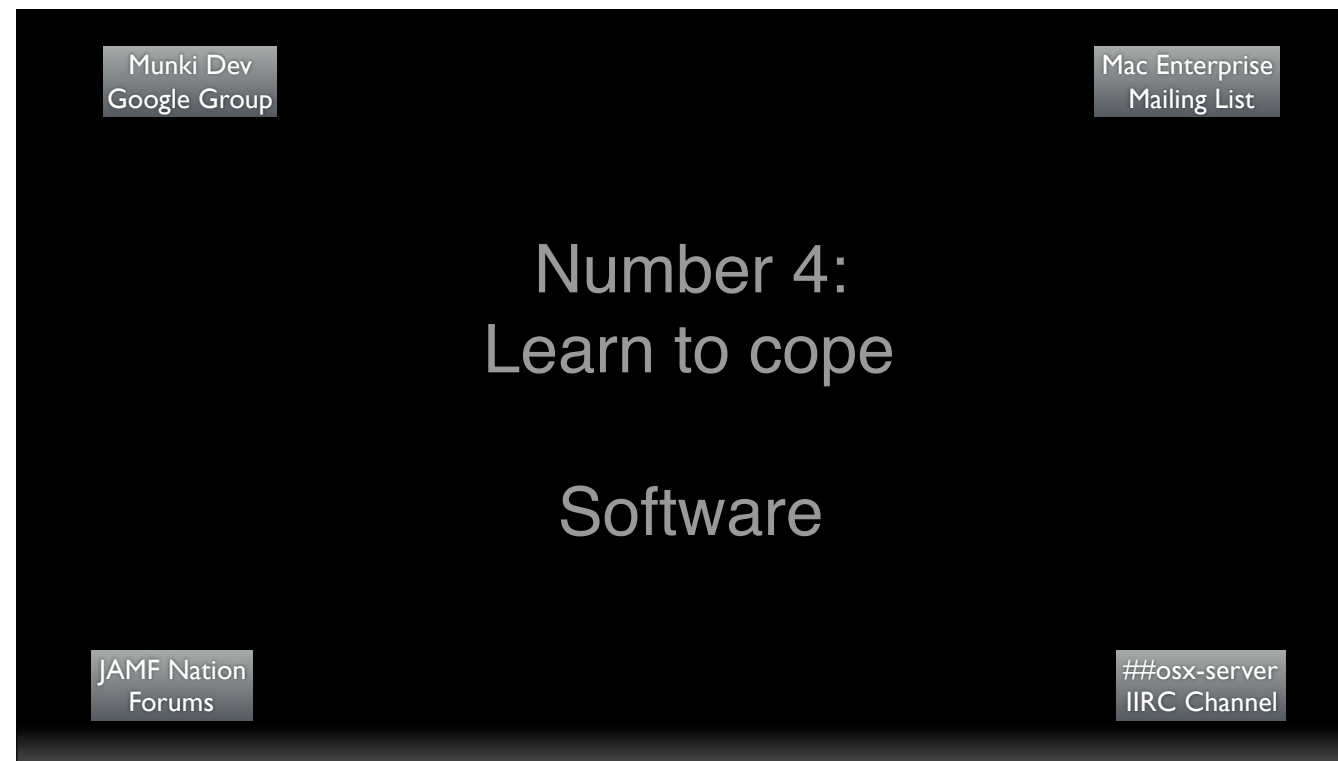 Munki Dev
Google Group
Mac Enterprise
Mailing List
Number 4:
Learn to cope
Software
JAMF Nation
Forums
##osx-server
IIRC Channel